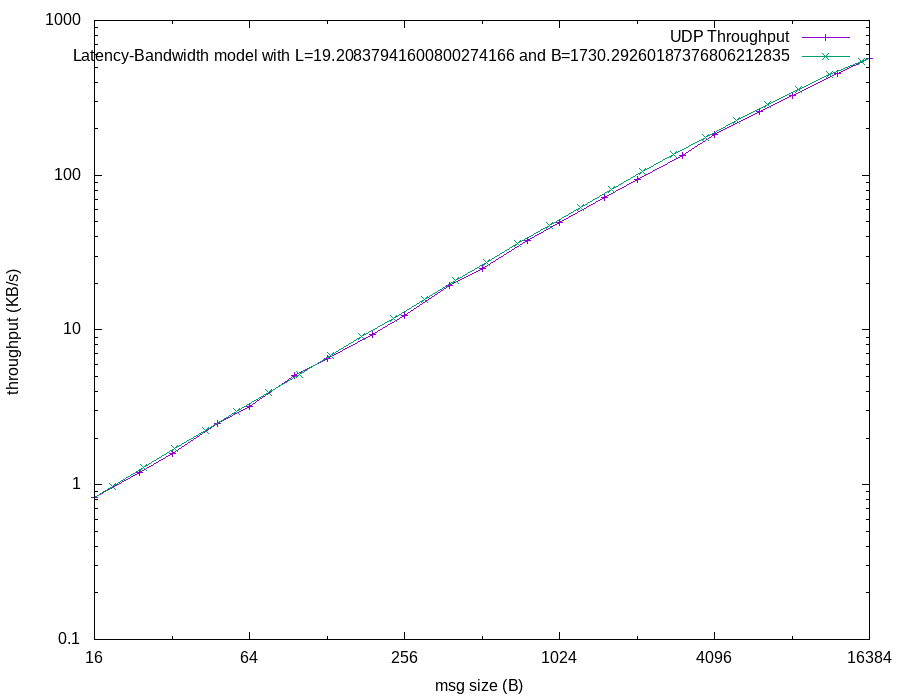 1000
UDP Throughput
Latency-Bandwidth model with L=19.20837941600800274166 and B=1730.29260187376806212835
100
10
1
0.1
throughput (KB/s)
16 64 256 1024 4096 16384
msg size (B)